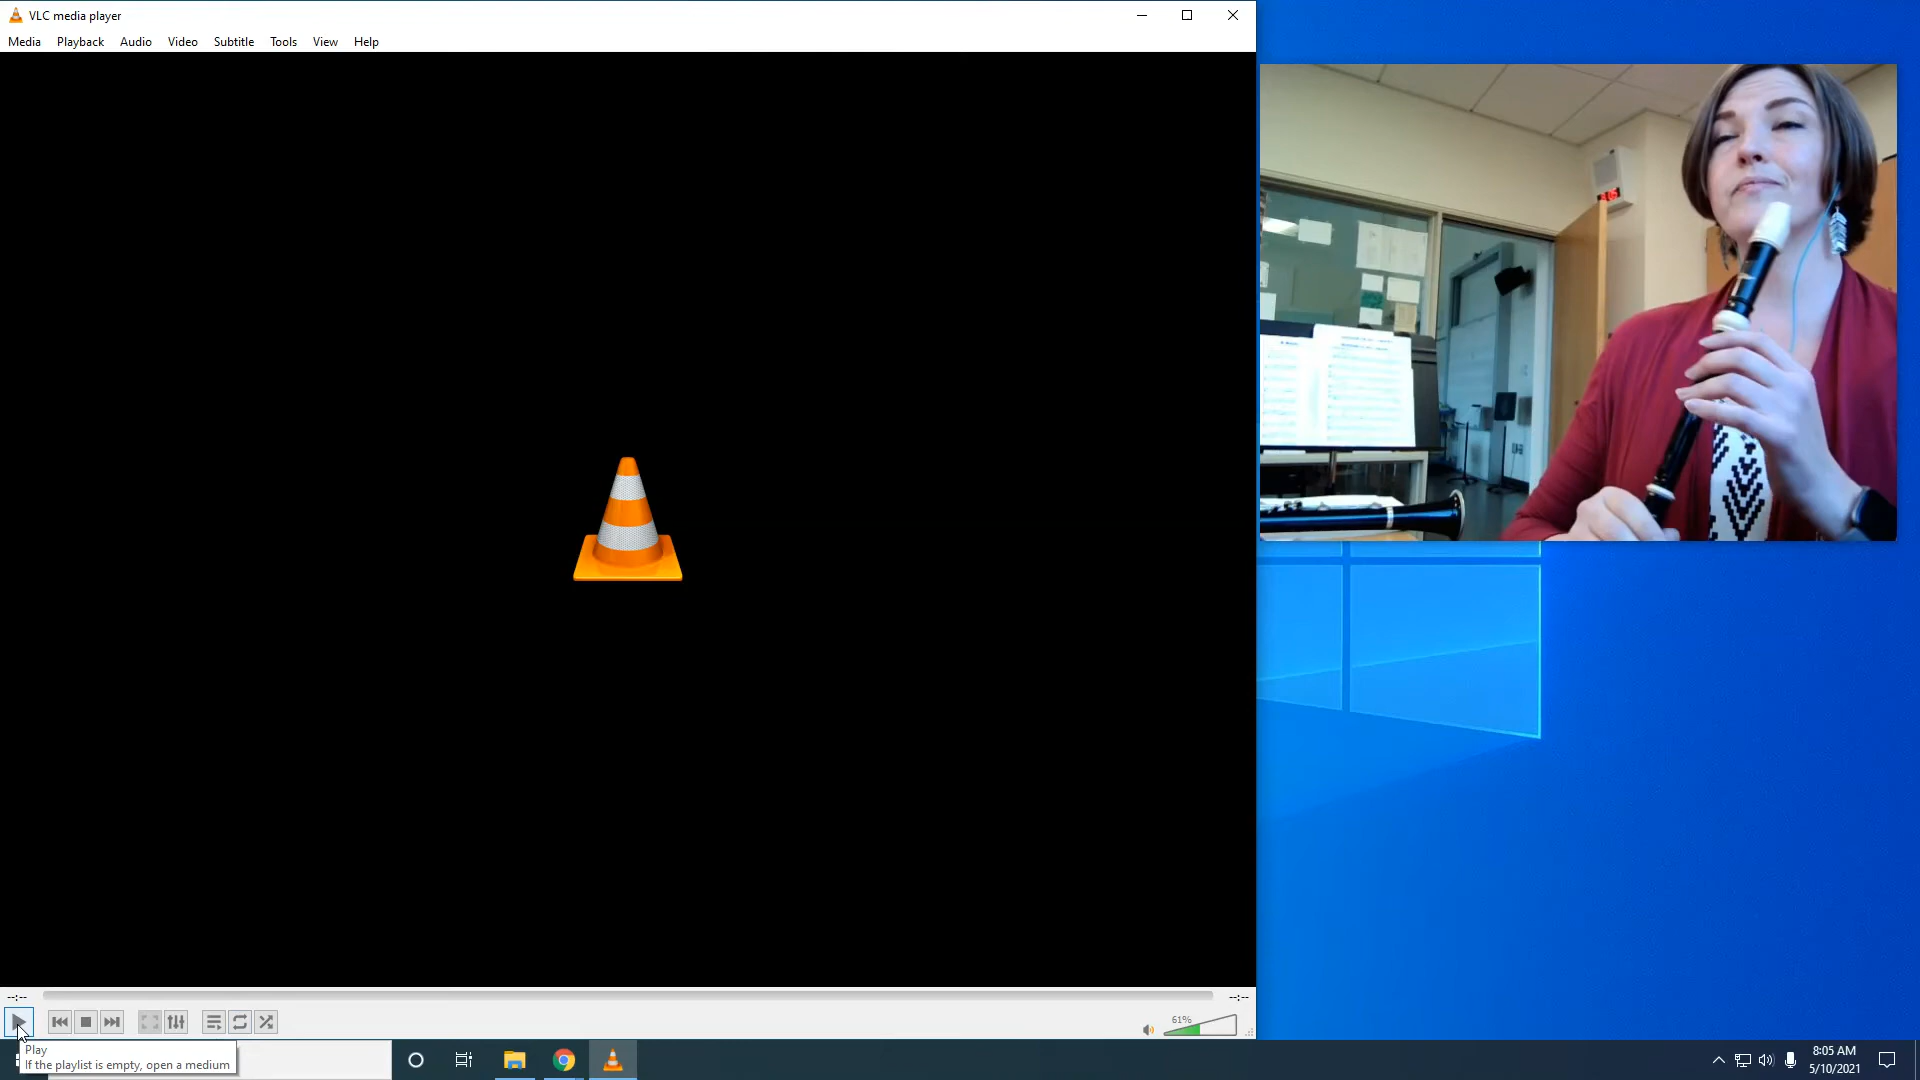 VLC media player
Media Playback Audio Video Subtitle Tools View Help
--:-- --:--
61%
Play
If the playlist is empty, open a medium
8:05 AM
5/10/2021